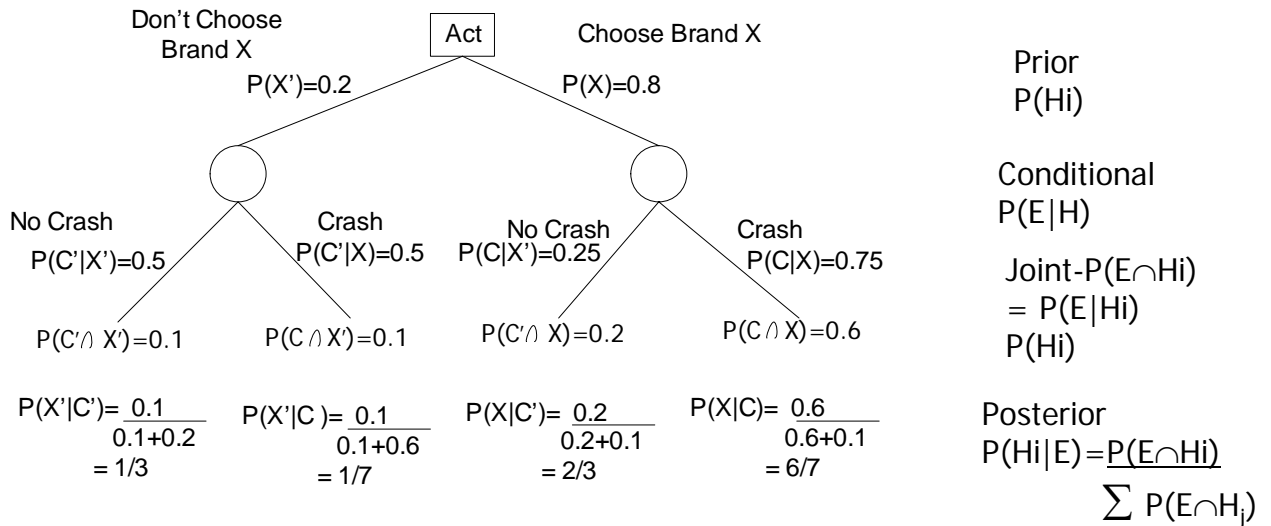 Don't Choose
Brand X
Act
Choose Brand X
P(X’)=0.2
P(X)=0.8
No Crash
P(C’|X’)=0.5
Crash
P(C’|X)=0.5
No Crash
P(C|X’)=0.25
Crash
P(C|X)=0.75
P(C′∩ X′)=0.1
P(C ∩ X′)=0.1
P(C′∩ X)=0.2
P(C ∩ X)=0.6
P(X’|C’)= 0.1
0.1+0.2
= 1/3
P(X’|C )= 0.1
0.1+0.6
= 1/7
P(X|C’)= 0.2
0.2+0.1
= 2/3
P(X|C)= 0.6
0.6+0.1
= 6/7
Prior
P(Hi)
Conditional
P(E|H)
Joint-P(E∩Hi)
= P(E|Hi)
P(Hi)
Posterior
P(Hi|E)=P(E∩Hi)
∑ P(E∩Hj)